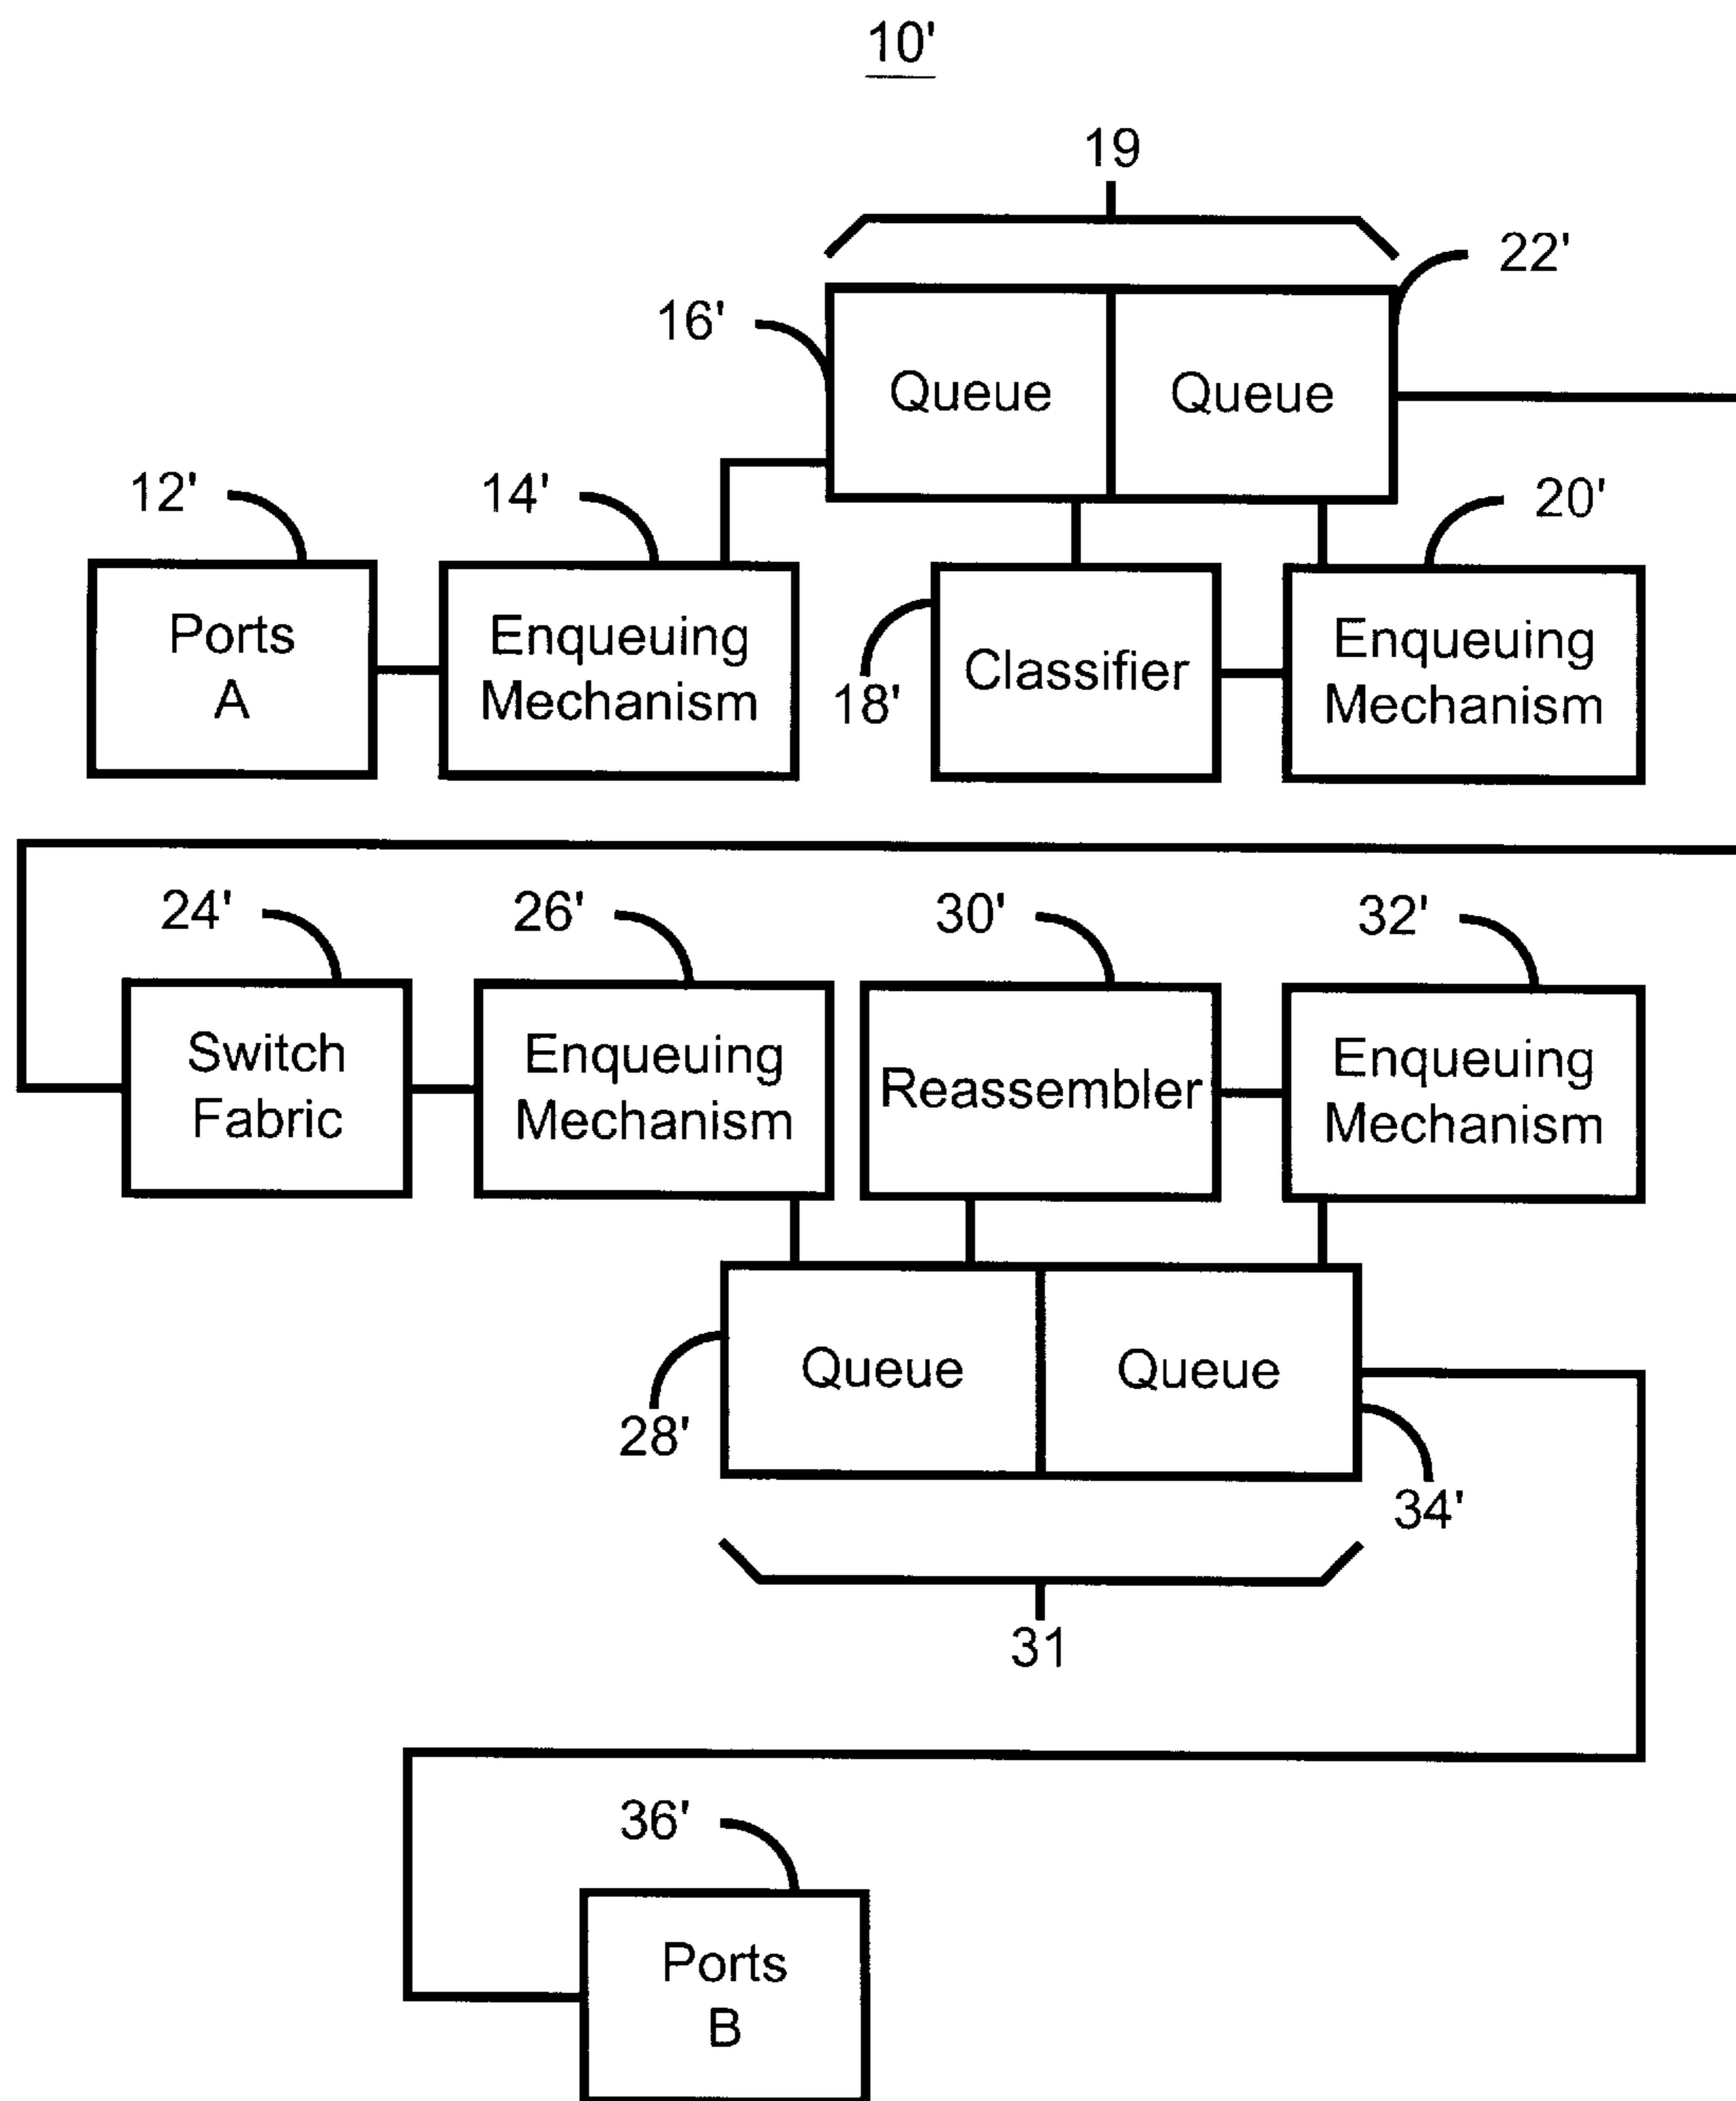 10'
19
22'
16'
Queue
Queue
12'
14'
20'
Ports
A
Enqueuing
Mechanism
18'
Classifier
Enqueuing
Mechanism
24'
26'
30'
32'
Switch
Fabric
Enqueuing
Mechanism
Reassembler
Enqueuing
Mechanism
Queue
Queue
28'
34'
31
36'
Ports
B